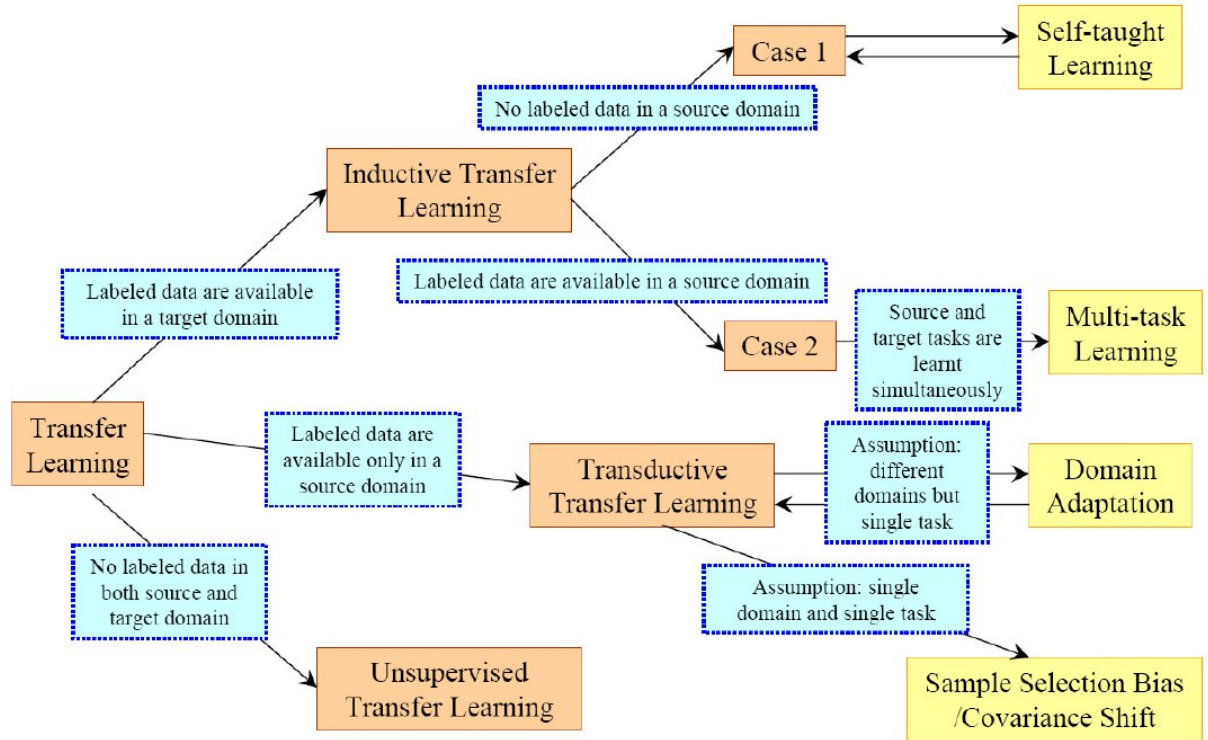 Case 1
Self-taught
Learning
No labeled data in a source domain
Inductive Transfer
Learning
Labeled data are available
in a target domain
Labeled data are available in a source domain
Case 2
Source and
target tasks are
learnt
simultaneously
Multi-task
Learning
Transfer
Learning
Labeled data are
available only in a
source domain
Transductive
Transfer Learning
Assumption:
different
domains but
single task
Domain
Adaptation
No labeled data in
both source and
target domain
Assumption: single
domain and single task
Unsupervised
Transfer Learning
Sample Selection Bias
/Covariance Shift